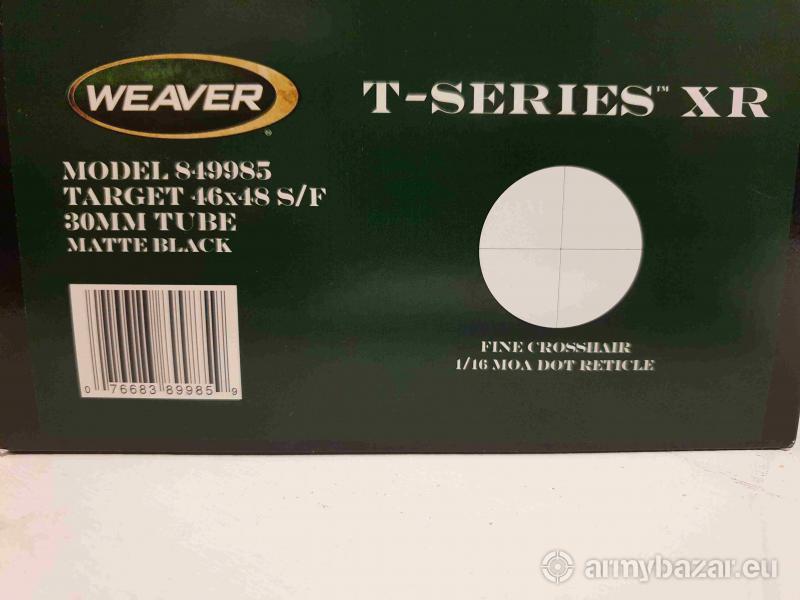 WEAVER®
T-SERIES™ XR
MODEL 849985
TARGET 46x48 S/F
30MM TUBE
MATTE BLACK
FINE CROSSHAIR
1/16 MOA DOT RETICLE
0 76683 89985 9
armybazar.eu